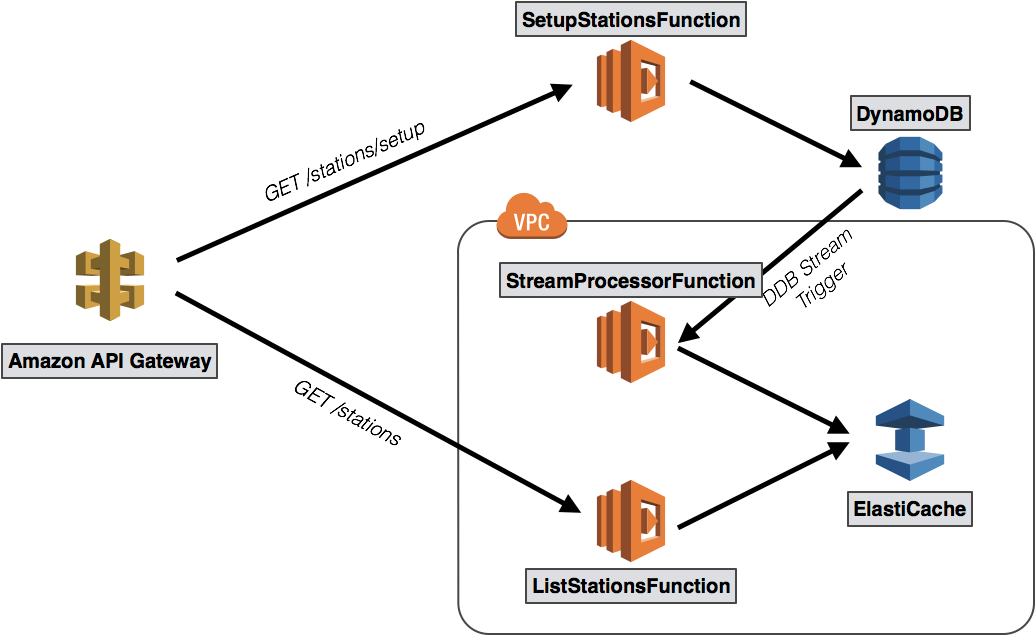 SetupStationsFunction
DynamoDB
GET /stations/setup
VPC
StreamProcessorFunction
DDB Stream
Trigger
Amazon API Gateway
GET /stations
ElastiCache
ListStationsFunction